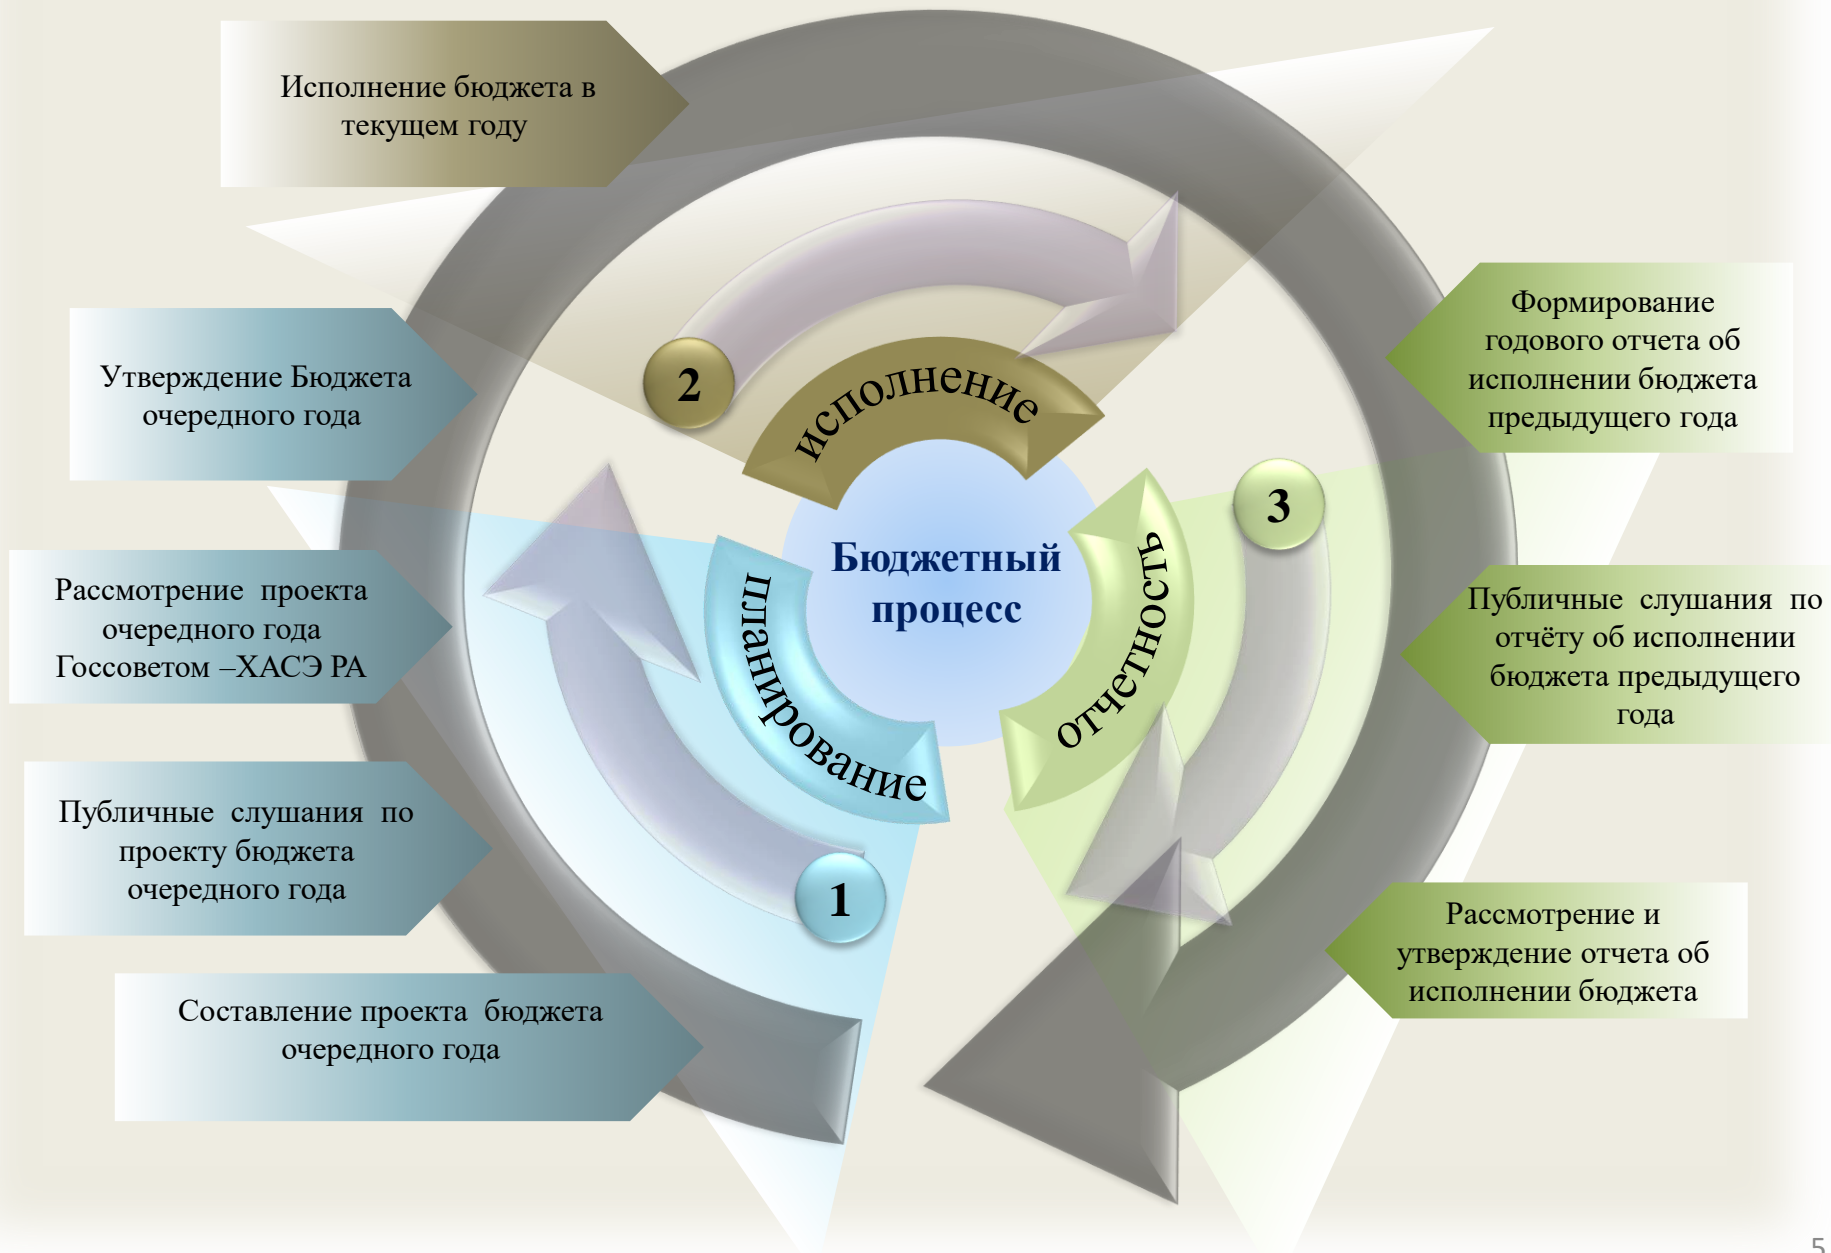 Исполнение бюджета в
текущем году
Утверждение Бюджета
очередного года
Рассмотрение проекта
очередного года
Госсоветом –ХАСЭ РА
Публичные слушания по
проекту бюджета
очередного года
Составление проекта бюджета
очередного года
2
исполнение
Бюджетный
процесс
планирование
1
отчетность
3
Формирование
годового отчета об
исполнении бюджета
предыдущего года
Публичные слушания по
отчёту об исполнении
бюджета предыдущего
года
Рассмотрение и
утверждение отчета об
исполнении бюджета
5